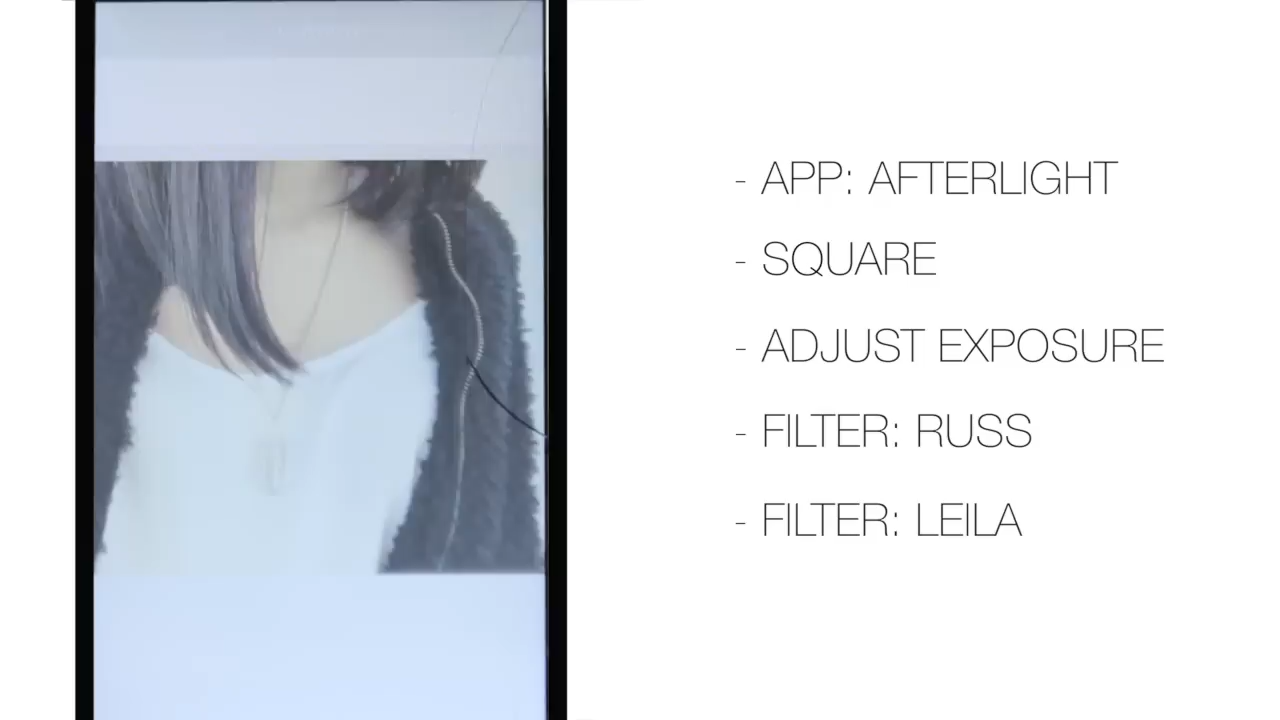 - APP: AFTERLIGHT
- SQUARE
- ADJUST EXPOSURE
- FILTER: RUSS
- FILTER: LEILA